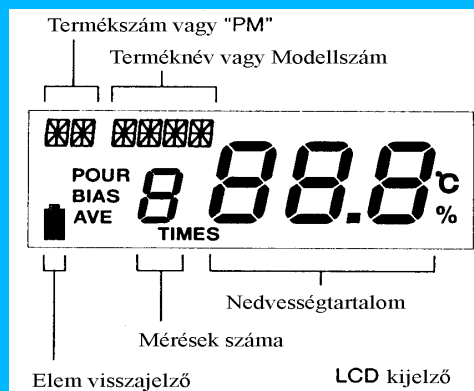 Termékszám vagy "PM"
Terméknév vagy Modellszám
POUR
BIAS
AVE
8
TIMES
88.8
℃
%
Nedvességtartalom
Mérések száma
Elem visszajelző
LCD kijelző